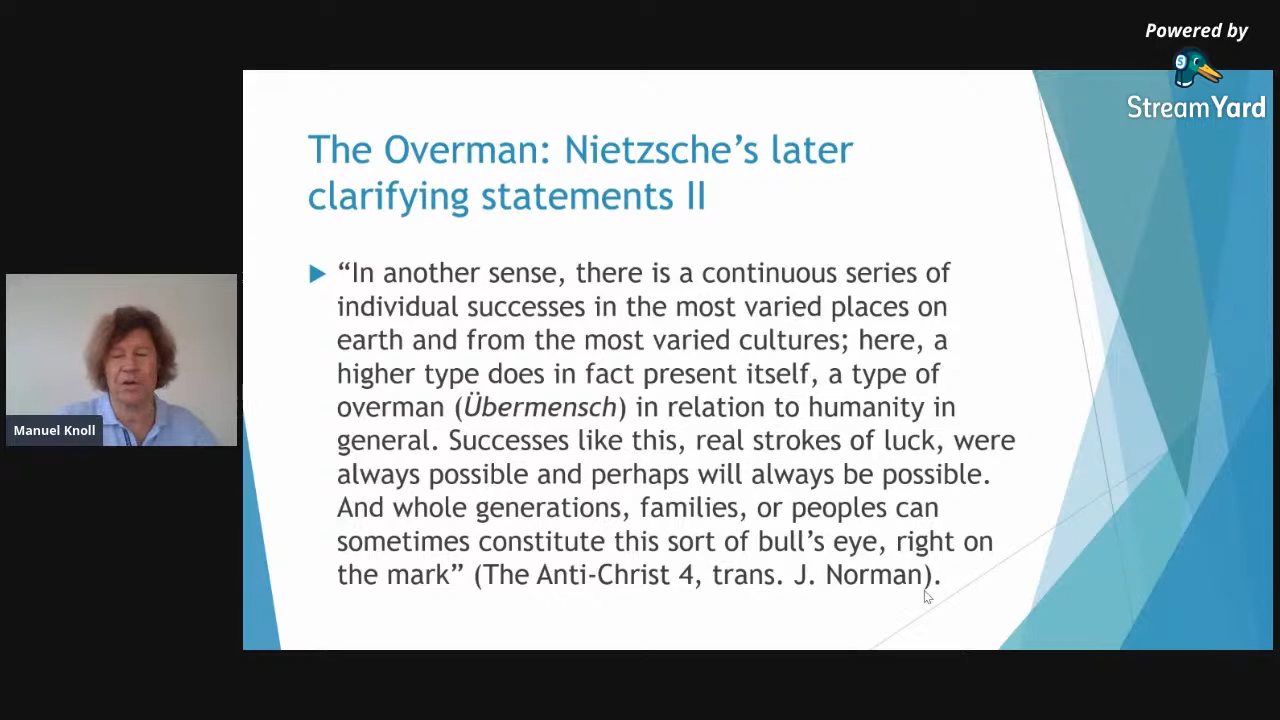 Powered by
StreamYard
The Overman: Nietzsche’s later
clarifying statements II
“In another sense, there is a continuous series of
individual successes in the most varied places on
earth and from the most varied cultures; here, a
higher type does in fact present itself, a type of
overman (Übermensch) in relation to humanity in
general. Successes like this, real strokes of luck, were
always possible and perhaps will always be possible.
And whole generations, families, or peoples can
sometimes constitute this sort of bull’s eye, right on
the mark” (The Anti-Christ 4, trans. J. Norman).
Manuel Knoll